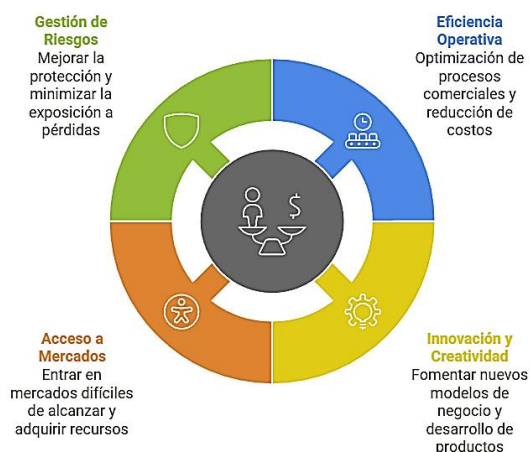 Gestión de
Riesgos
Mejorar la
protección y
minimizar la
exposición a
pérdidas
Eficiencia
Operativa
Optimización de
procesos
comerciales y
reducción de
costos
$
Acceso a
Mercados
Entrar en
mercados difíciles
de alcanzar y
adquirir recursos
Innovación y
Creatividad
Fomentar nuevos
modelos de
negocio y
desarrollo de
productos